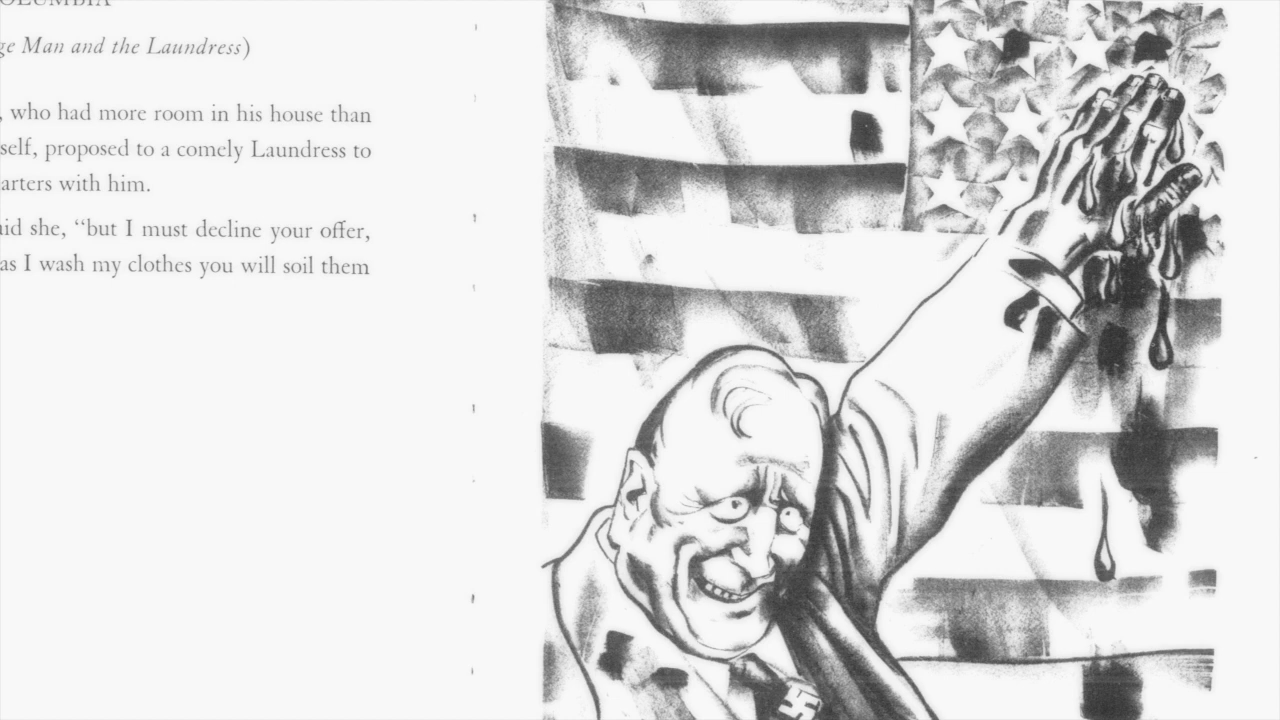 ge Man and the Laundress)
, who had more room in his house than
self, proposed to a comely Laundress to
arters with him.
aid she, “but I must decline your offer,
as I wash my clothes you will soil them